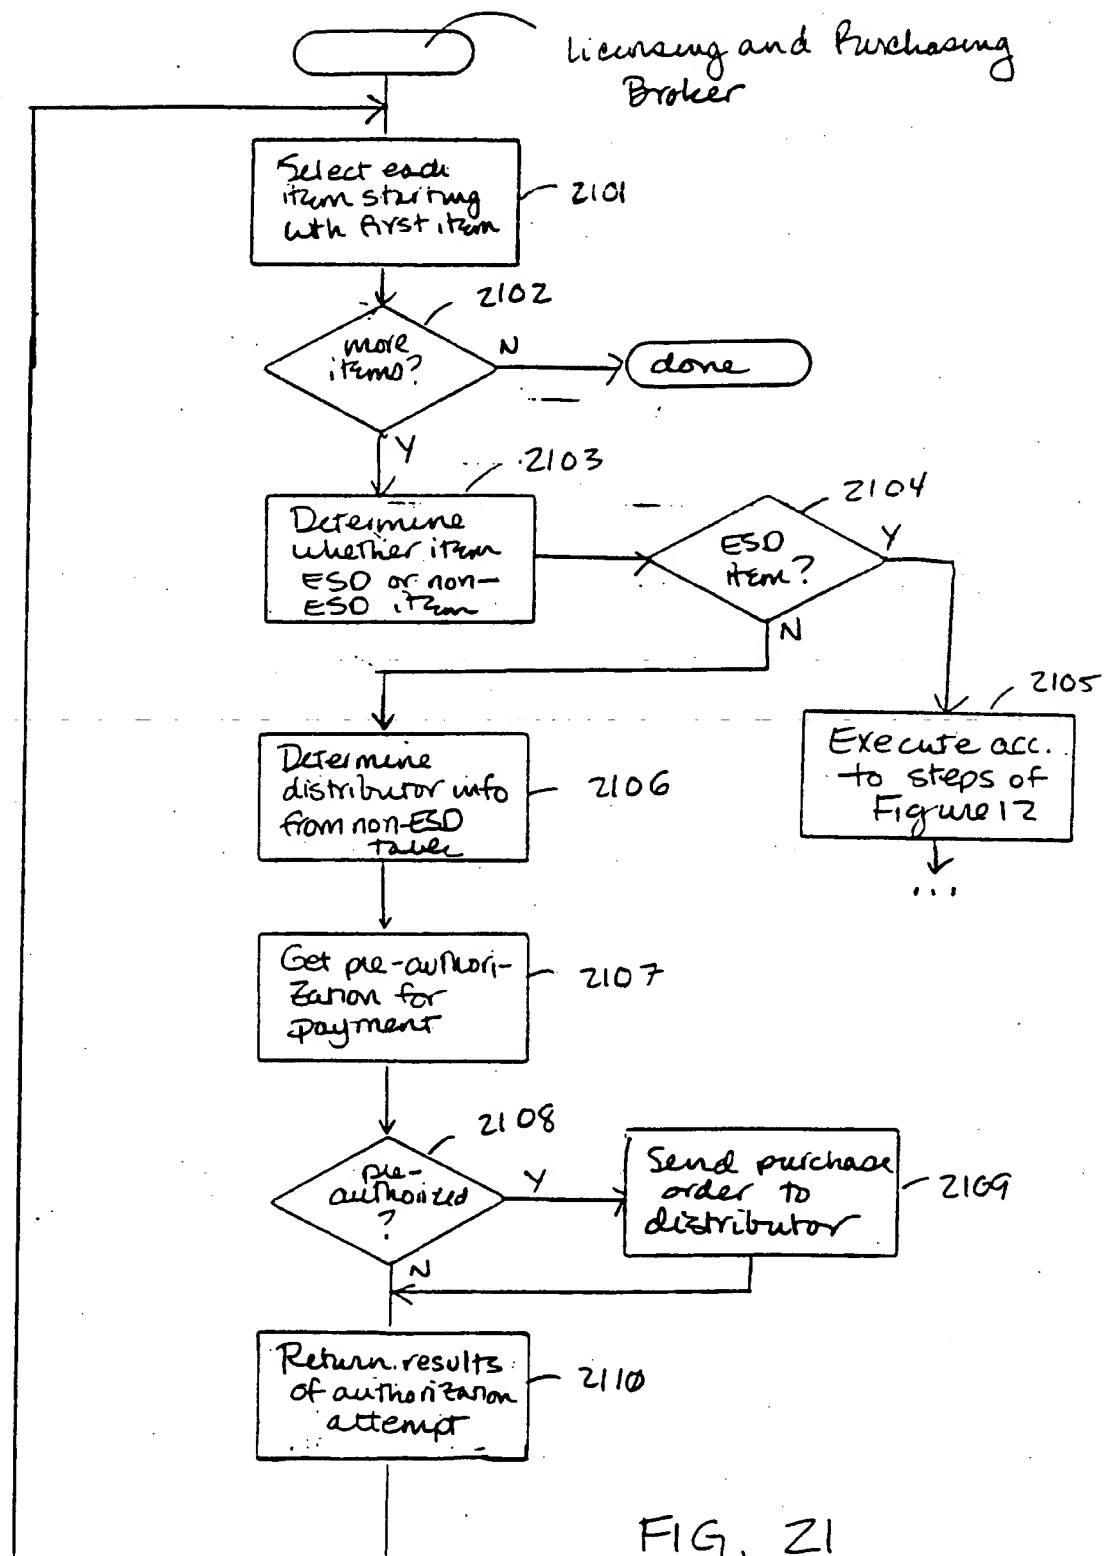 Licensing and Purchasing
Broker
Select each
item starting
with first item
2101
2102
more
items?
N
done
Y
2103
Determine
whether item
ESD or non-
ESD item
2104
ESD
item?
Y
N
2105
Execute acc.
to steps of
Figure 12
...
Determine
distributor info
from non-ESD
table
2106
Get pre-authori-
zation for
payment
2107
2108
pre-
authorized
?
Y
Send purchase
order to
distributor
2109
N
Return results
of authorization
attempt
2110
FIG. 21